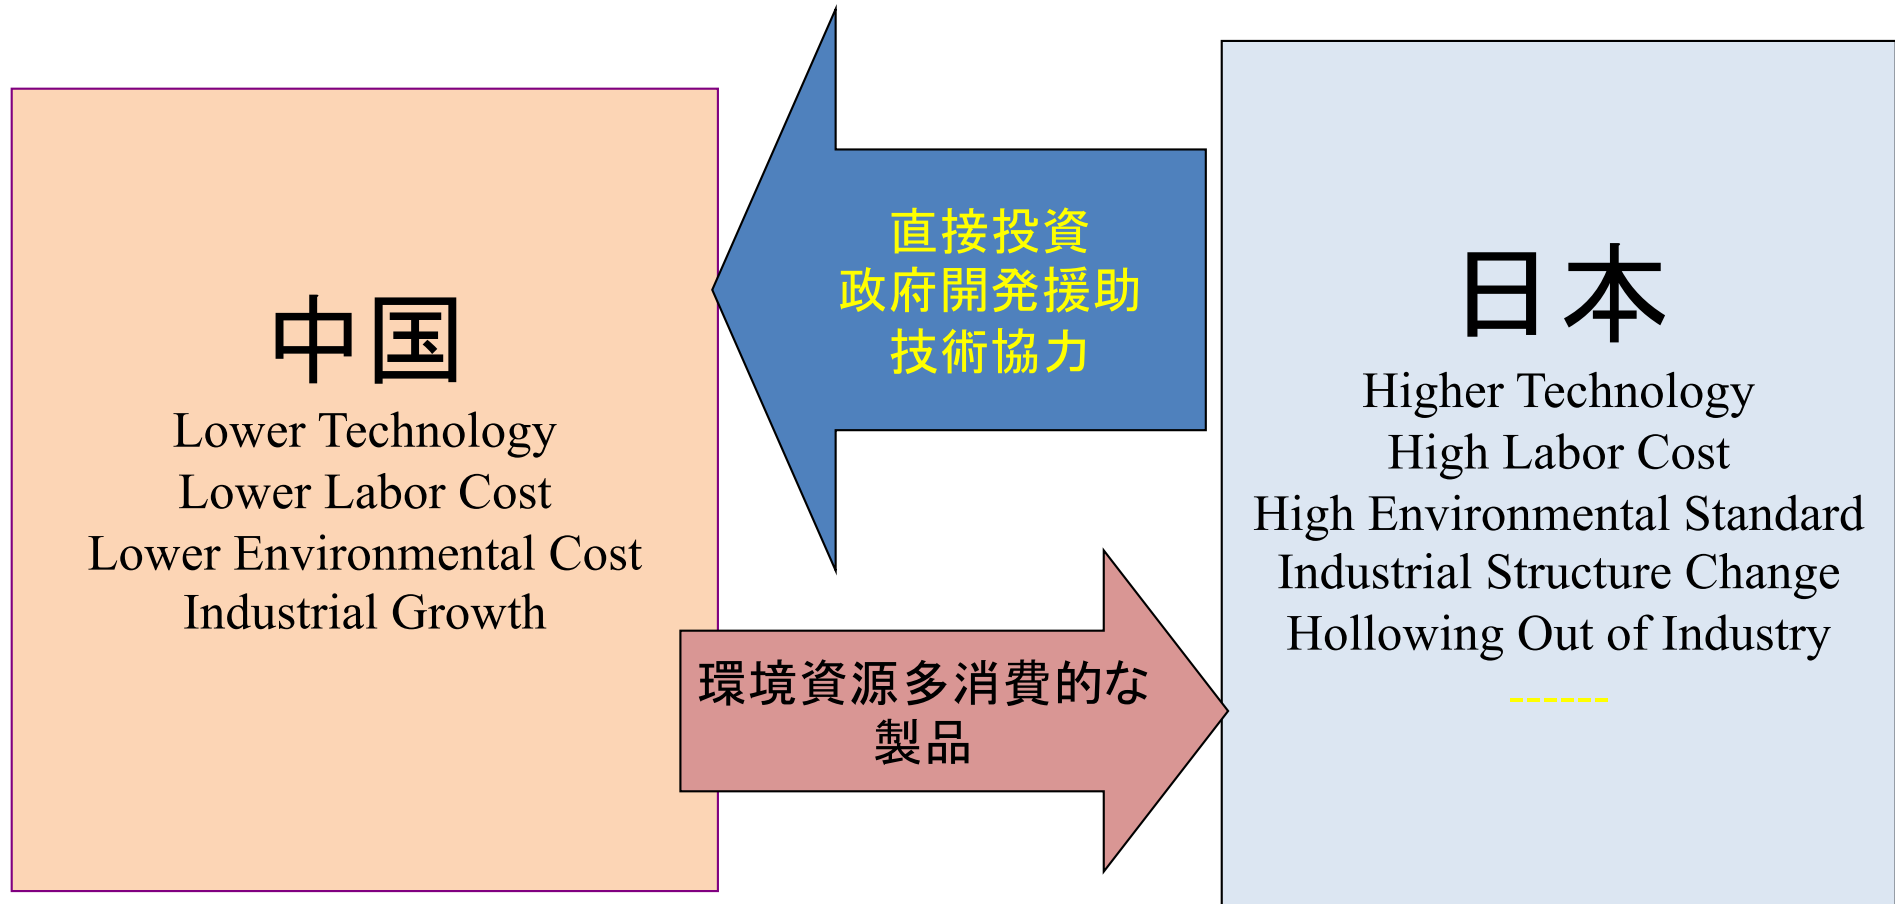 中国
Lower Technology
Lower Labor Cost
Lower Environmental Cost
Industrial Growth
直接投資
政府開発援助
技術協力
環境資源多消費的な
製品
日本
Higher Technology
High Labor Cost
High Environmental Standard
Industrial Structure Change
Hollowing Out of Industry
------